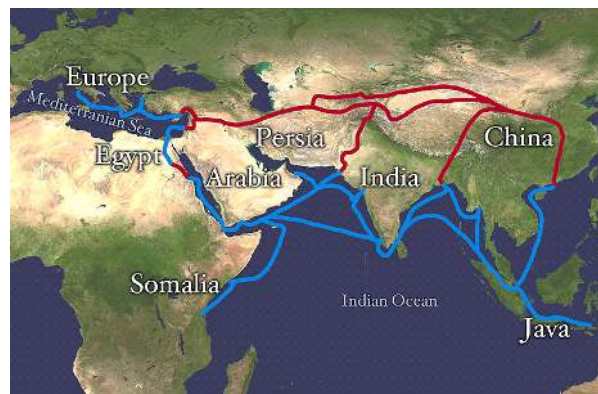 Europe
Mediterranean Sea
Egypt
Persia
China
Arabia
India
Somalia
Indian Ocean
Java